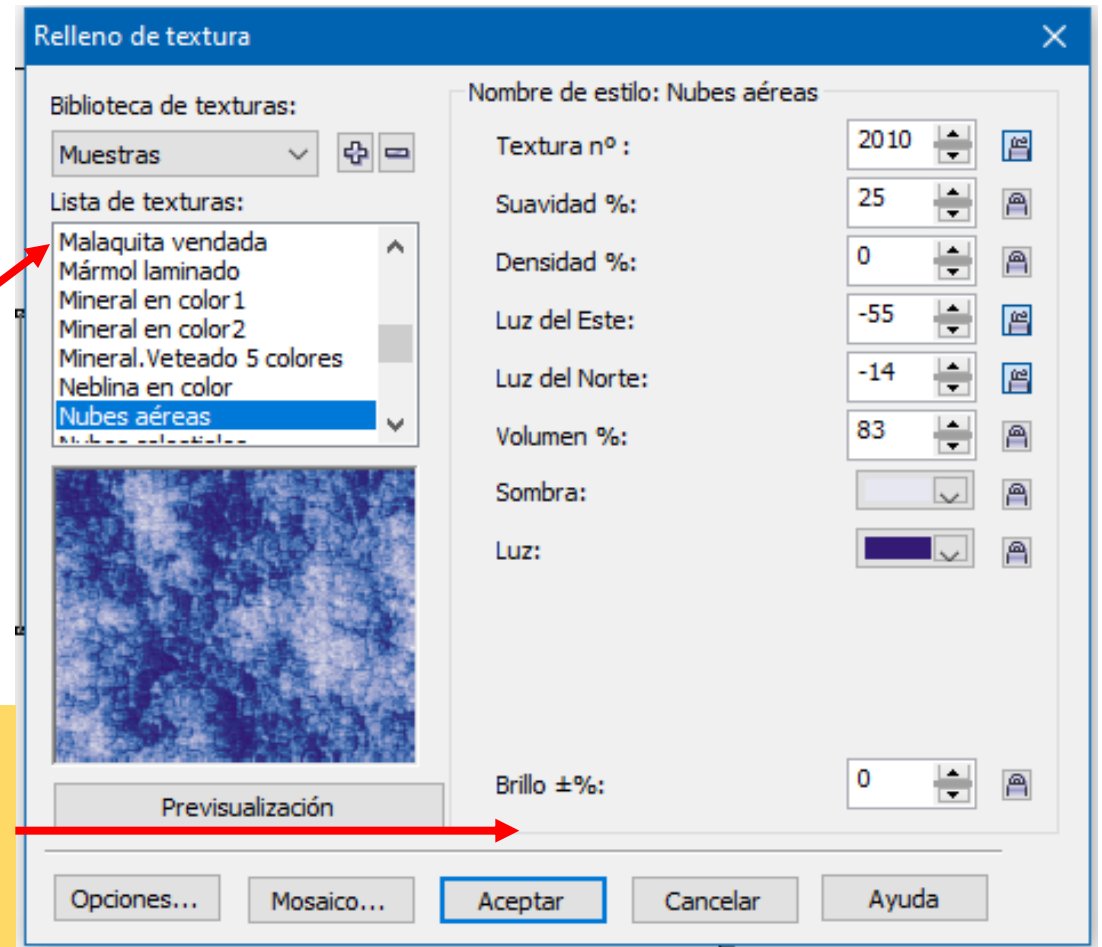 Relleno de textura
Biblioteca de texturas:
Muestras
Lista de texturas:
Malaquita vendada
Mármol laminado
Mineral en color1
Mineral en color2
Mineral.Veteado 5 colores
Neblina en color
Nubes aéreas
Previsualización
Nombre de estilo: Nubes aéreas
Textura nº : 2010
Suavidad %: 25
Densidad %: 0
Luz del Este: -55
Luz del Norte: -14
Volumen %: 83
Sombra:
Luz:
Brillo ±%: 0
Opciones... Mosaico... Aceptar Cancelar Ayuda